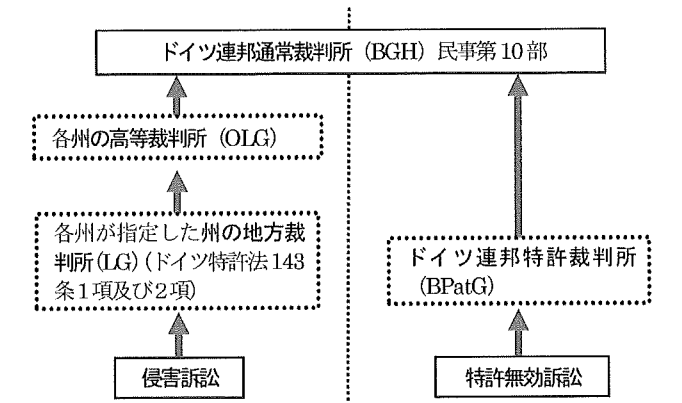 ドイツ連邦通常裁判所 (BGH) 民事第10部
各州の高等裁判所 (OLG)
各州が指定した州の地方裁
判所(LG)(ドイツ特許法143
条1項及び2項)
侵害訴訟
ドイツ連邦特許裁判所
(BPatG)
特許無効訴訟